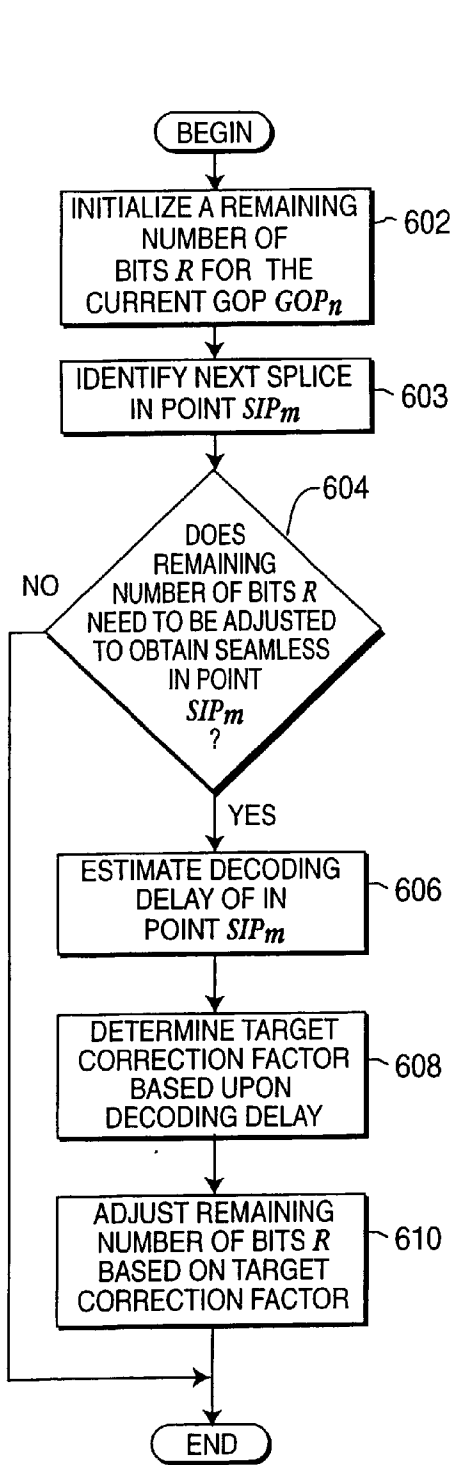 BEGIN
INITIALIZE A REMAINING
NUMBER OF
BITS R FOR THE
CURRENT GOP GOPn
602
IDENTIFY NEXT SPLICE
IN POINT SIPm
603
604
DOES
REMAINING
NUMBER OF BITS R
NEED TO BE ADJUSTED
TO OBTAIN SEAMLESS
IN POINT
SIPm
?
NO
YES
ESTIMATE DECODING
DELAY OF IN
POINT SIPm
606
DETERMINE TARGET
CORRECTION FACTOR
BASED UPON
DECODING DELAY
608
ADJUST REMAINING
NUMBER OF BITS R
BASED ON TARGET
CORRECTION FACTOR
610
END